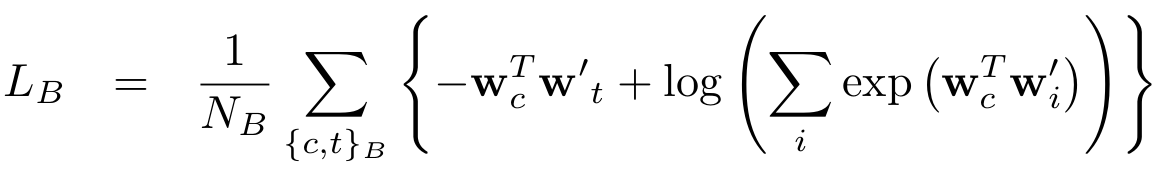 L_B = \frac{1}{N_B} \sum_{\{c,t\}_B} \left\{ -\mathbf{w}_c^T \mathbf{w'}_t + \log \left( \sum_i \exp \left( \mathbf{w}_c^T \mathbf{w}'_i \right) \right) \right\}